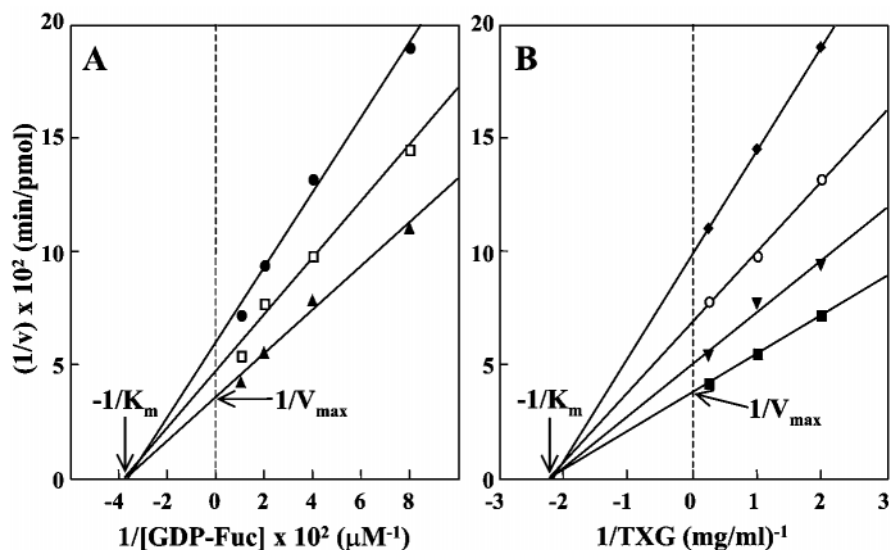 A
B
(1/v) x 10² (min/pmol)
20
15
10
5
0
-1/Kₘ
1/Vₘₐₓ
-4 -2 0 2 4 6 8
1/[GDP-Fuc] x 10² (µM⁻¹)
20
15
10
5
0
-1/Kₘ
1/Vₘₐₓ
-3 -2 -1 0 1 2 3
1/TXG (mg/ml)⁻¹